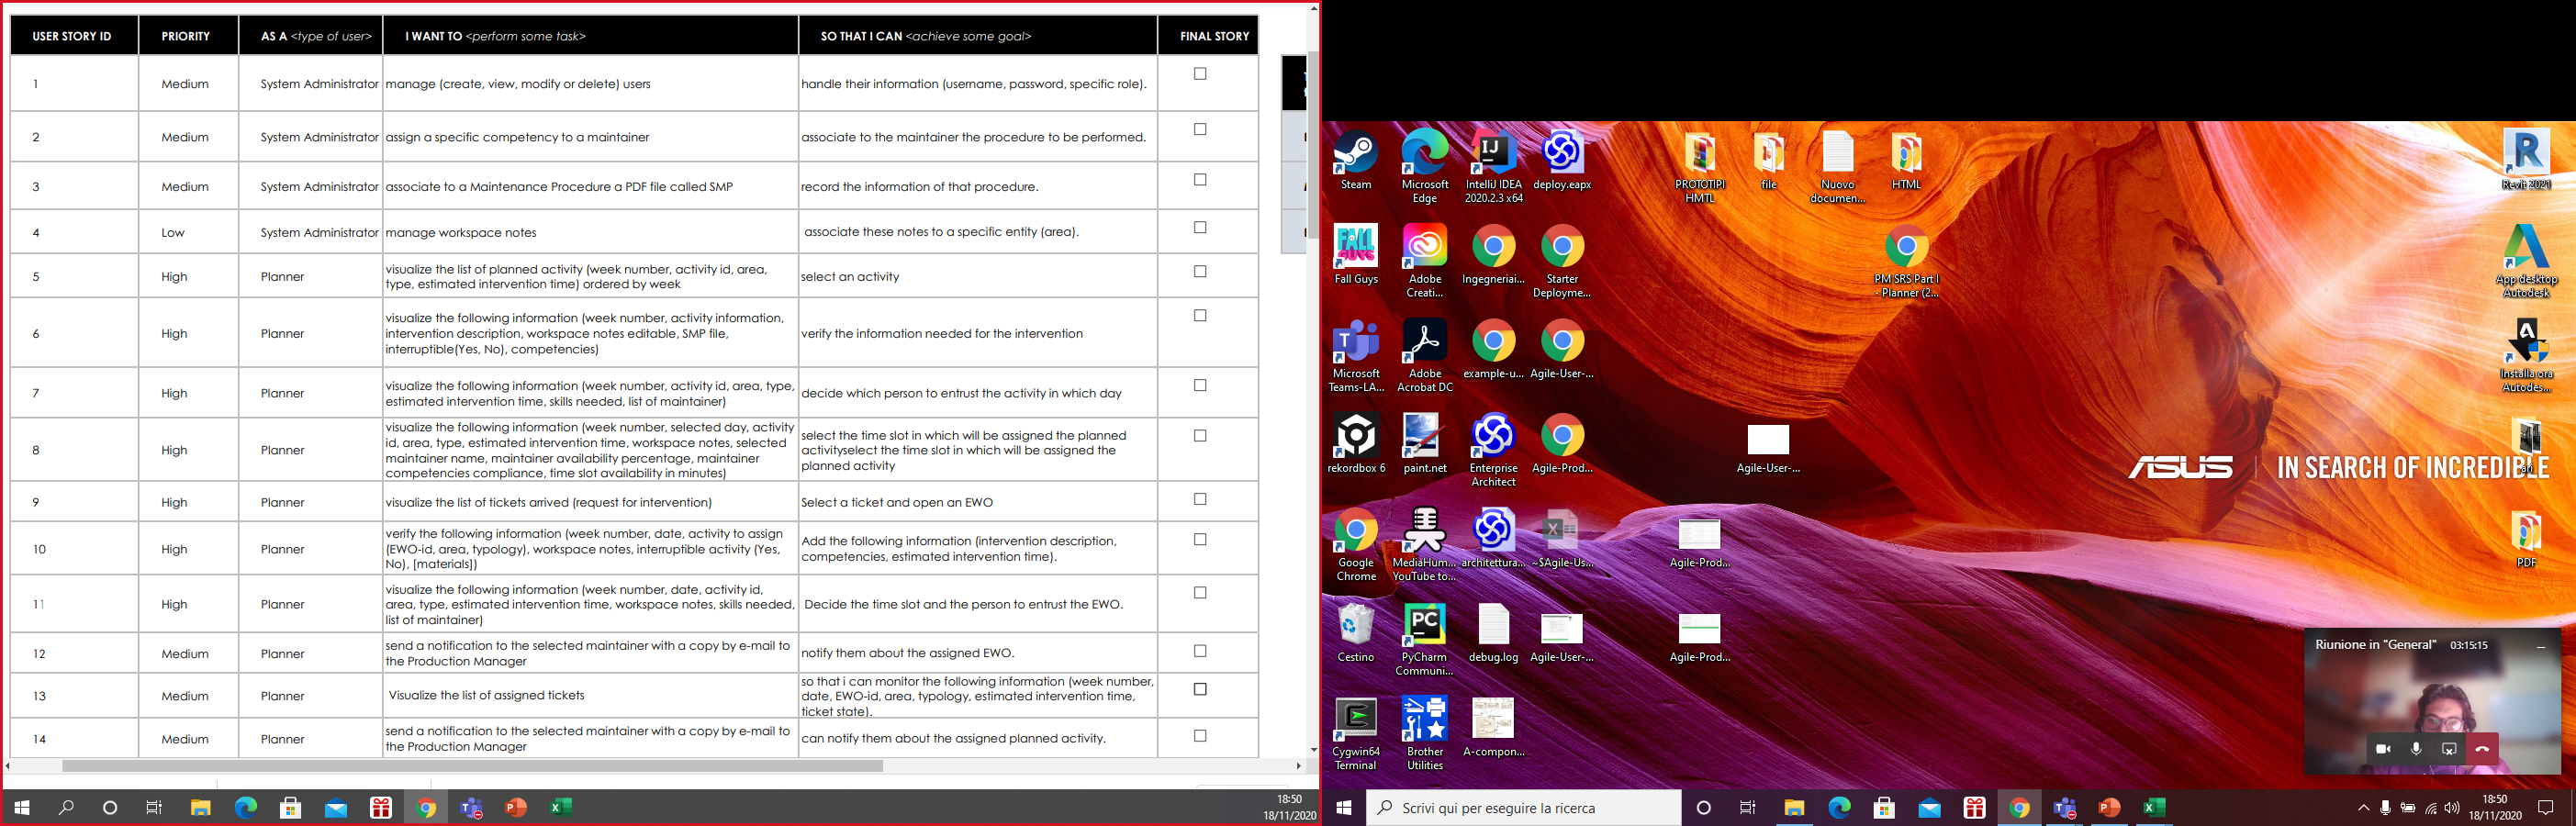 USER STORY ID PRIORITY AS A <type of user> I WANT TO <perform some task> SO THAT I CAN <achieve some goal> FINAL STORY
1 Medium System Administrator manage (create, view, modify or delete) users handle their information (username, password, specific role).
2 Medium System Administrator assign a specific competency to a maintainer associate to the maintainer the procedure to be performed.
3 Medium System Administrator associate to a Maintenance Procedure a PDF file called SMP record the information of that procedure.
4 Low System Administrator manage workspace notes associate these notes to a specific entity (area).
5 High Planner
visualize the list of planned activity (week number, activity id, area,
type, estimated intervention time) ordered by week
select an activity
6 High Planner
visualize the following information (week number, activity information,
intervention description, workspace notes editable, SMP file,
interruptible(Yes, No), competencies)
verify the information needed for the intervention
7 High Planner
visualize the following information (week number, activity id, area, type,
estimated intervention time, skills needed, list of maintainer)
decide which person to entrust the activity in which day
8 High Planner
visualize the following information (week number, selected day, activity
id, area, type, estimated intervention time, workspace notes, selected
maintainer name, maintainer availability percentage, maintainer
competencies compliance, time slot availability in minutes)
select the time slot in which will be assigned the planned
activityselect the time slot in which will be assigned the
planned activity
9 High Planner visualize the list of tickets arrived (request for intervention) Select a ticket and open an EWO
10 High Planner
verify the following information (week number, date, activity to assign
(EWO-id, area, typology), workspace notes, interruptible activity (Yes,
No), [materials])
Add the following information (intervention description,
competencies, estimated intervention time).
11 High Planner
visualize the following information (week number, date, activity id,
area, type, estimated intervention time, workspace notes, skills needed,
list of maintainer)
Decide the time slot and the person to entrust the EWO.
12 Medium Planner
send a notification to the selected maintainer with a copy by e-mail to
the Production Manager
notify them about the assigned EWO.
13 Medium Planner Visualize the list of assigned tickets
so that i can monitor the following information (week number,
date, EWO-id, area, typology, estimated intervention time,
ticket state).
14 Medium Planner
send a notification to the selected maintainer with a copy by e-mail to
the Production Manager
can notify them about the assigned planned activity.
18:50
18/11/2020
Steam
Microsoft
Edge
IntelliJ IDEA
2020.2.3 x64
deploy.eapx
PROTOTIPI
HMTL
file
Nuovo
documen...
HTML
Revit 2021
Fall Guys
Adobe
Creati...
Ingegneriai...
Starter
Deployme...
PM SRS Part I
- Planner (2...
App desktop
Autodesk
Microsoft
Teams-LA...
Adobe
Acrobat DC
example-u...
Agile-User-...
Installa ora
Autodes...
rekordbox 6
paint.net
Enterprise
Architect
Agile-Prod...
Agile-User-...
ASUS
IN SEARCH OF INCREDIBLE
Google
Chrome
MediaHum...
YouTube to...
architettura...
~$Agile-Us...
Agile-Prod...
PDF
Cestino
PyCharm
Communi...
debug.log
Agile-User-...
Agile-Prod...
Riunione in "General" 03:15:15
Cygwin64
Terminal
Brother
Utilities
A-compon...
Scrivi qui per eseguire la ricerca
18:50
18/11/2020